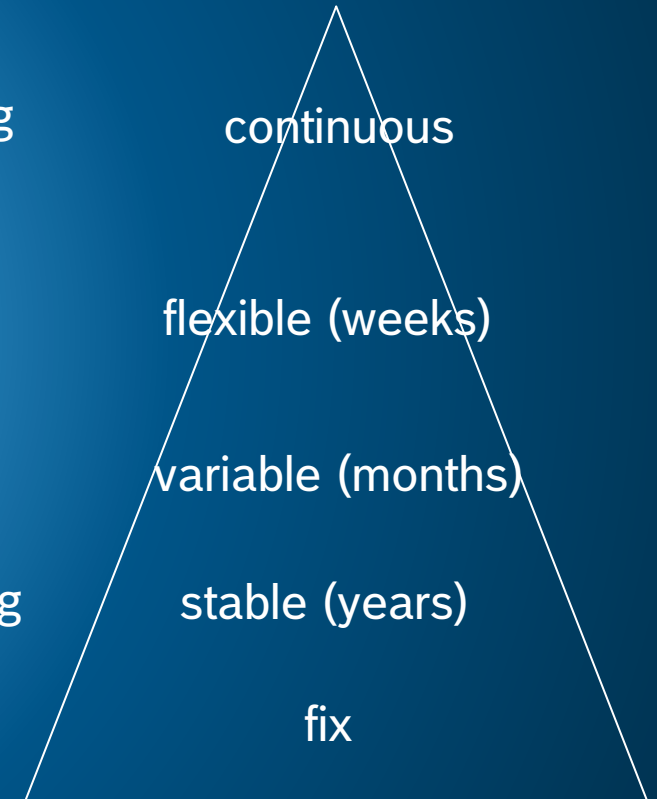 continuous
flexible (weeks)
variable (months)
stable (years)
fix